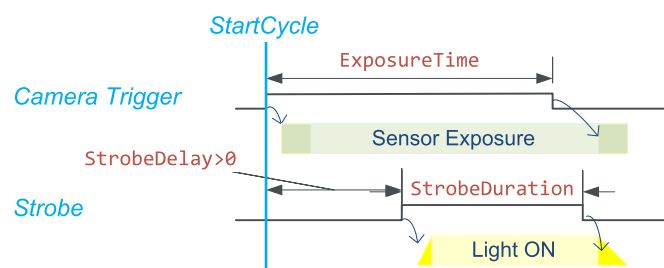 StartCycle
ExposureTime
Camera Trigger
Sensor Exposure
StrobeDelay>0
StrobeDuration
Strobe
Light ON